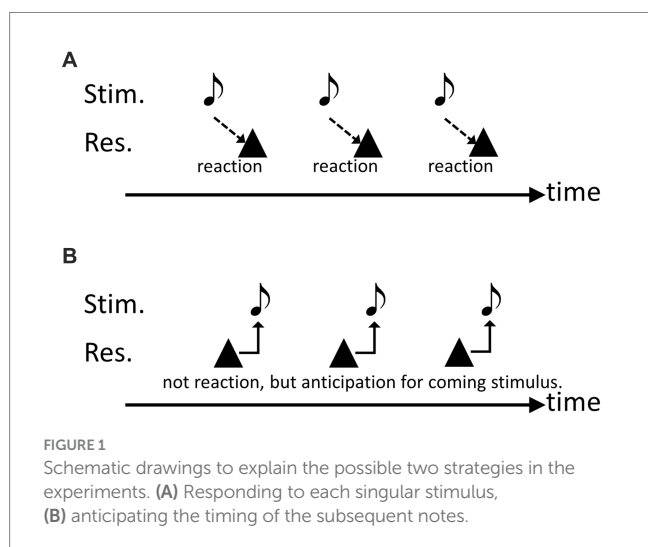 A
Stim.
Res.
reaction reaction reaction
time
B
Stim.
Res.
not reaction, but anticipation for coming stimulus.
time
FIGURE 1
Schematic drawings to explain the possible two strategies in the
experiments. (A) Responding to each singular stimulus,
(B) anticipating the timing of the subsequent notes.